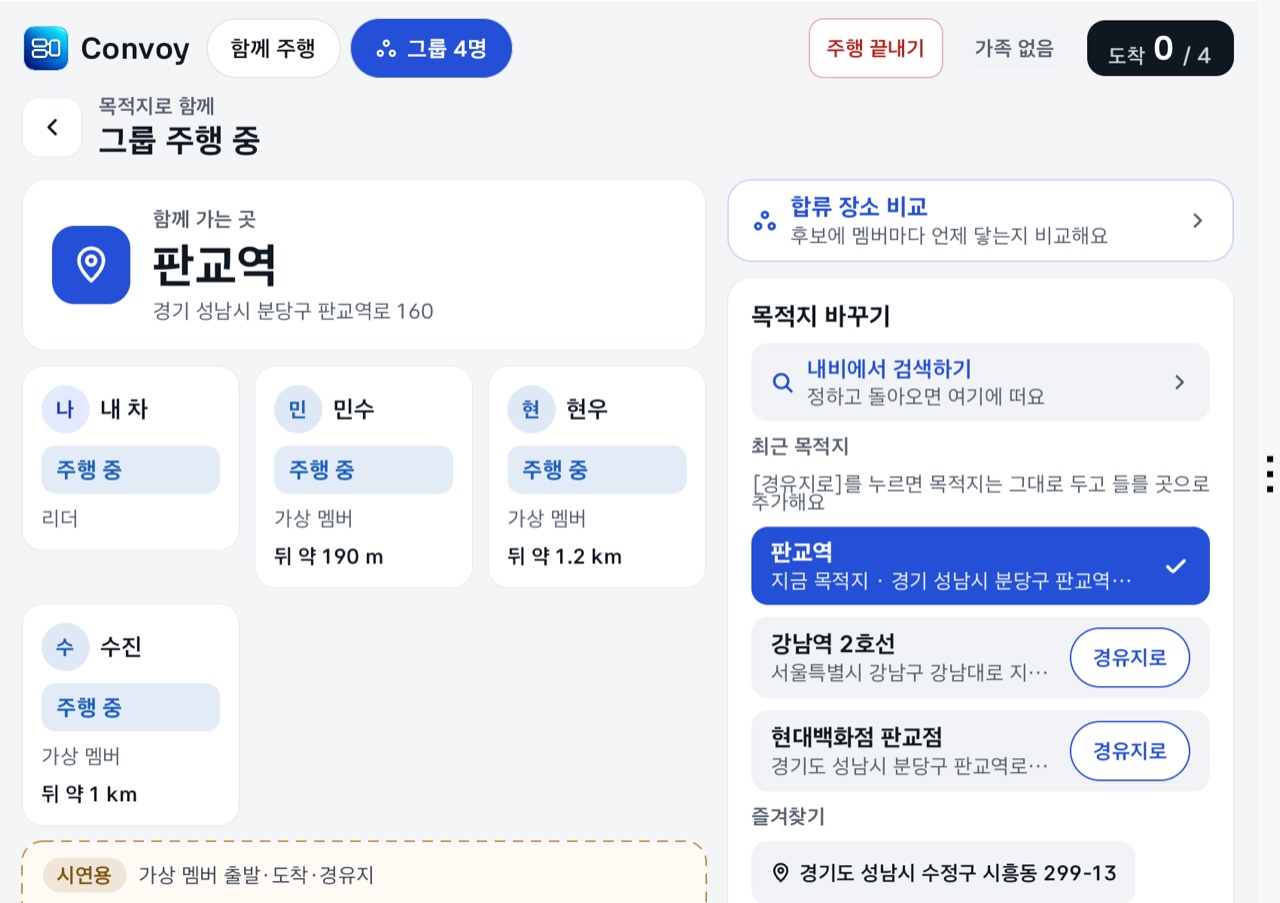 Convoy
함께 주행
그룹 4명
주행 끝내기
가족 없음
도착 0 / 4
목적지로 함께
그룹 주행 중
함께 가는 곳
판교역
경기 성남시 분당구 판교역로 160
나 내 차
주행 중
리더
민 민수
주행 중
가상 멤버
뒤 약 190 m
현 현우
주행 중
가상 멤버
뒤 약 1.2 km
수 수진
주행 중
가상 멤버
뒤 약 1 km
시연용 가상 멤버 출발·도착·경유지
합류 장소 비교
후보에 멤버마다 언제 닿는지 비교해요
목적지 바꾸기
내비에서 검색하기
정하고 돌아오면 여기에 떠요
최근 목적지
[경유지로]를 누르면 목적지는 그대로 두고 들를 곳으로
추가해요
판교역
지금 목적지 · 경기 성남시 분당구 판교역…
강남역 2호선
서울특별시 강남구 강남대로 지…
경유지로
현대백화점 판교점
경기도 성남시 분당구 판교역로…
경유지로
즐겨찾기
경기도 성남시 수정구 시흥동 299-13